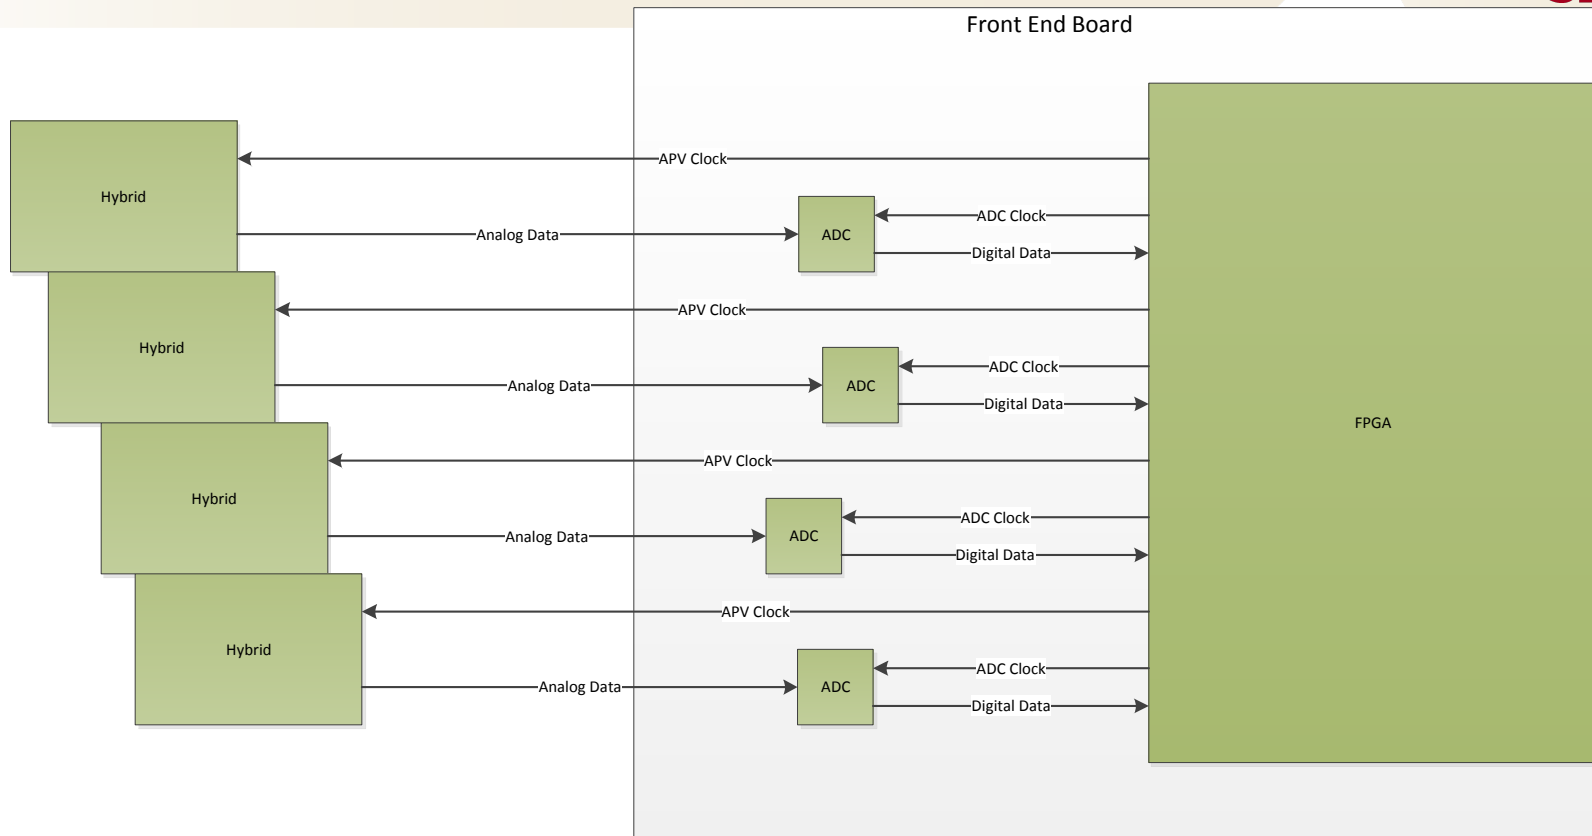 Front End Board
APV Clock
Hybrid
ADC Clock
Analog Data
ADC
Digital Data
APV Clock
Hybrid
ADC Clock
Analog Data
ADC
Digital Data
FPGA
APV Clock
Hybrid
ADC Clock
Analog Data
ADC
Digital Data
APV Clock
Hybrid
ADC Clock
Analog Data
ADC
Digital Data